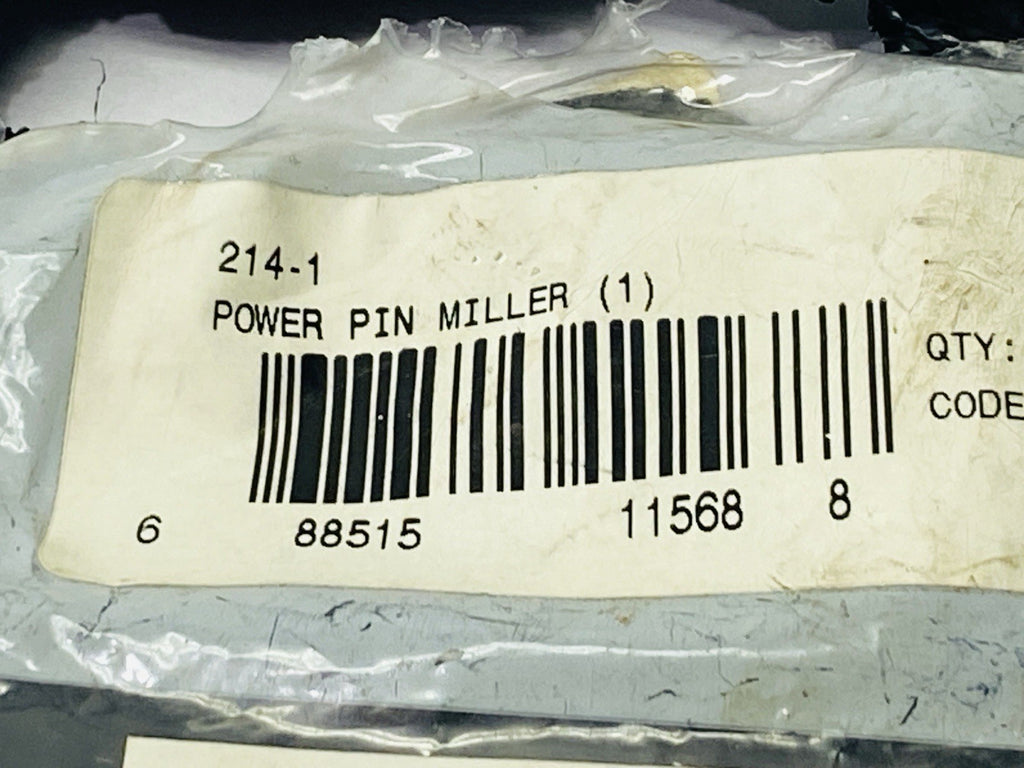 214-1
POWER PIN MILLER (1)
QTY:
CODE
6 88515 11568 8